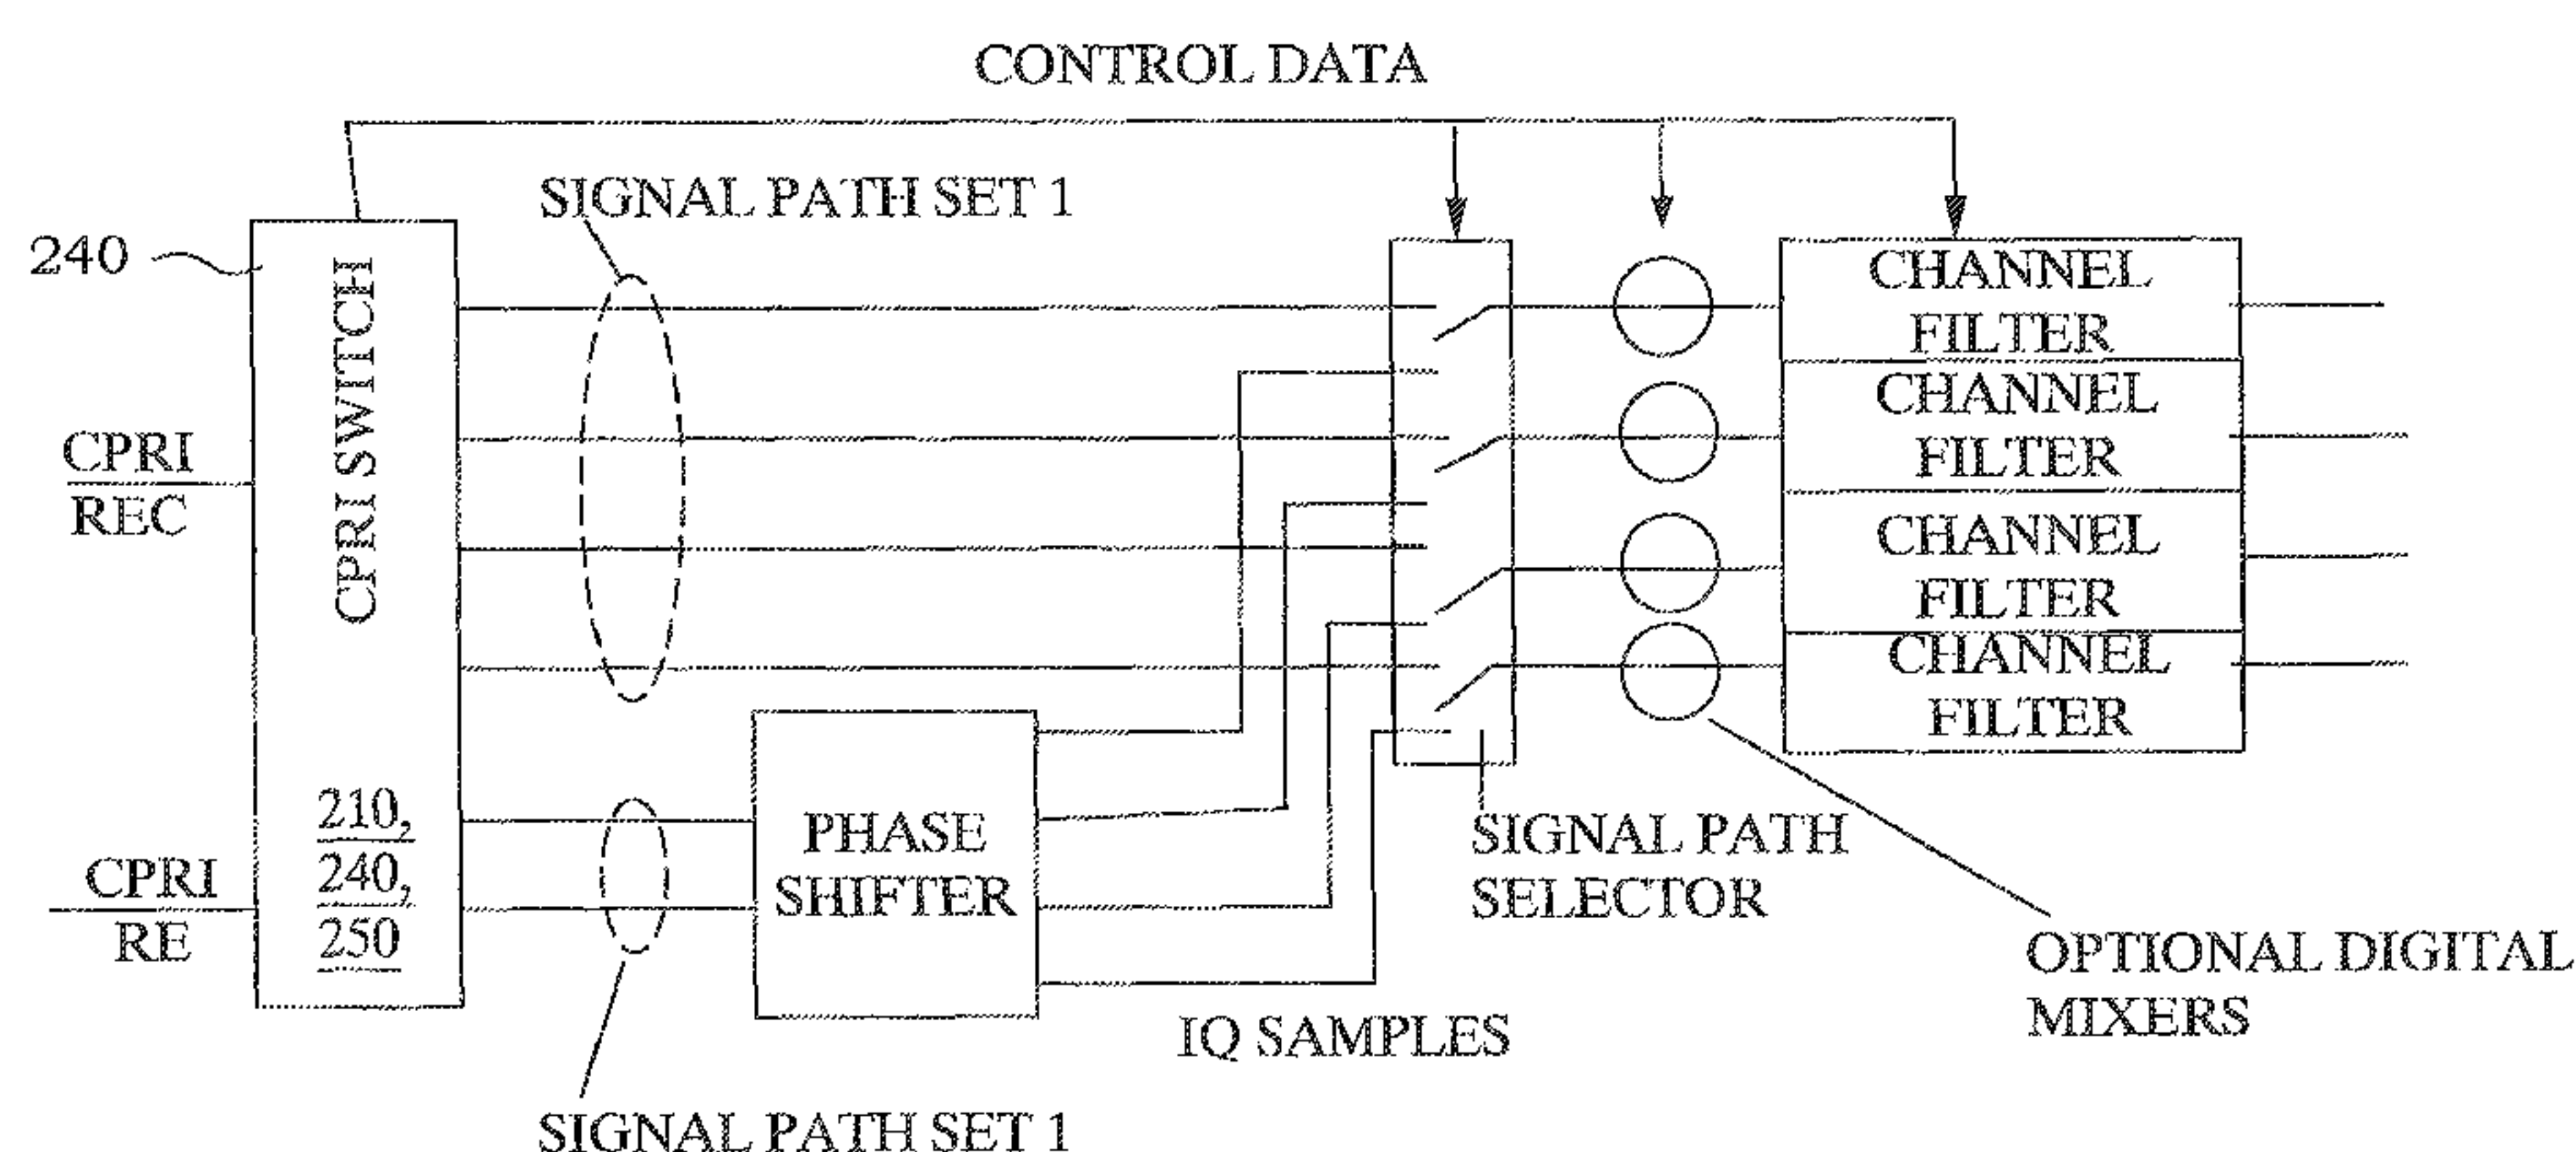 CONTROL DATA
SIGNAL PATH SET 1
240
CPRI SWITCH
CPRI
REC
CPRI
RE
210,
240,
250
PHASE
SHIFTER
CHANNEL
FILTER
CHANNEL
FILTER
CHANNEL
FILTER
CHANNEL
FILTER
SIGNAL PATH
SELECTOR
OPTIONAL DIGITAL
MIXERS
IQ SAMPLES
SIGNAL PATH SET 1